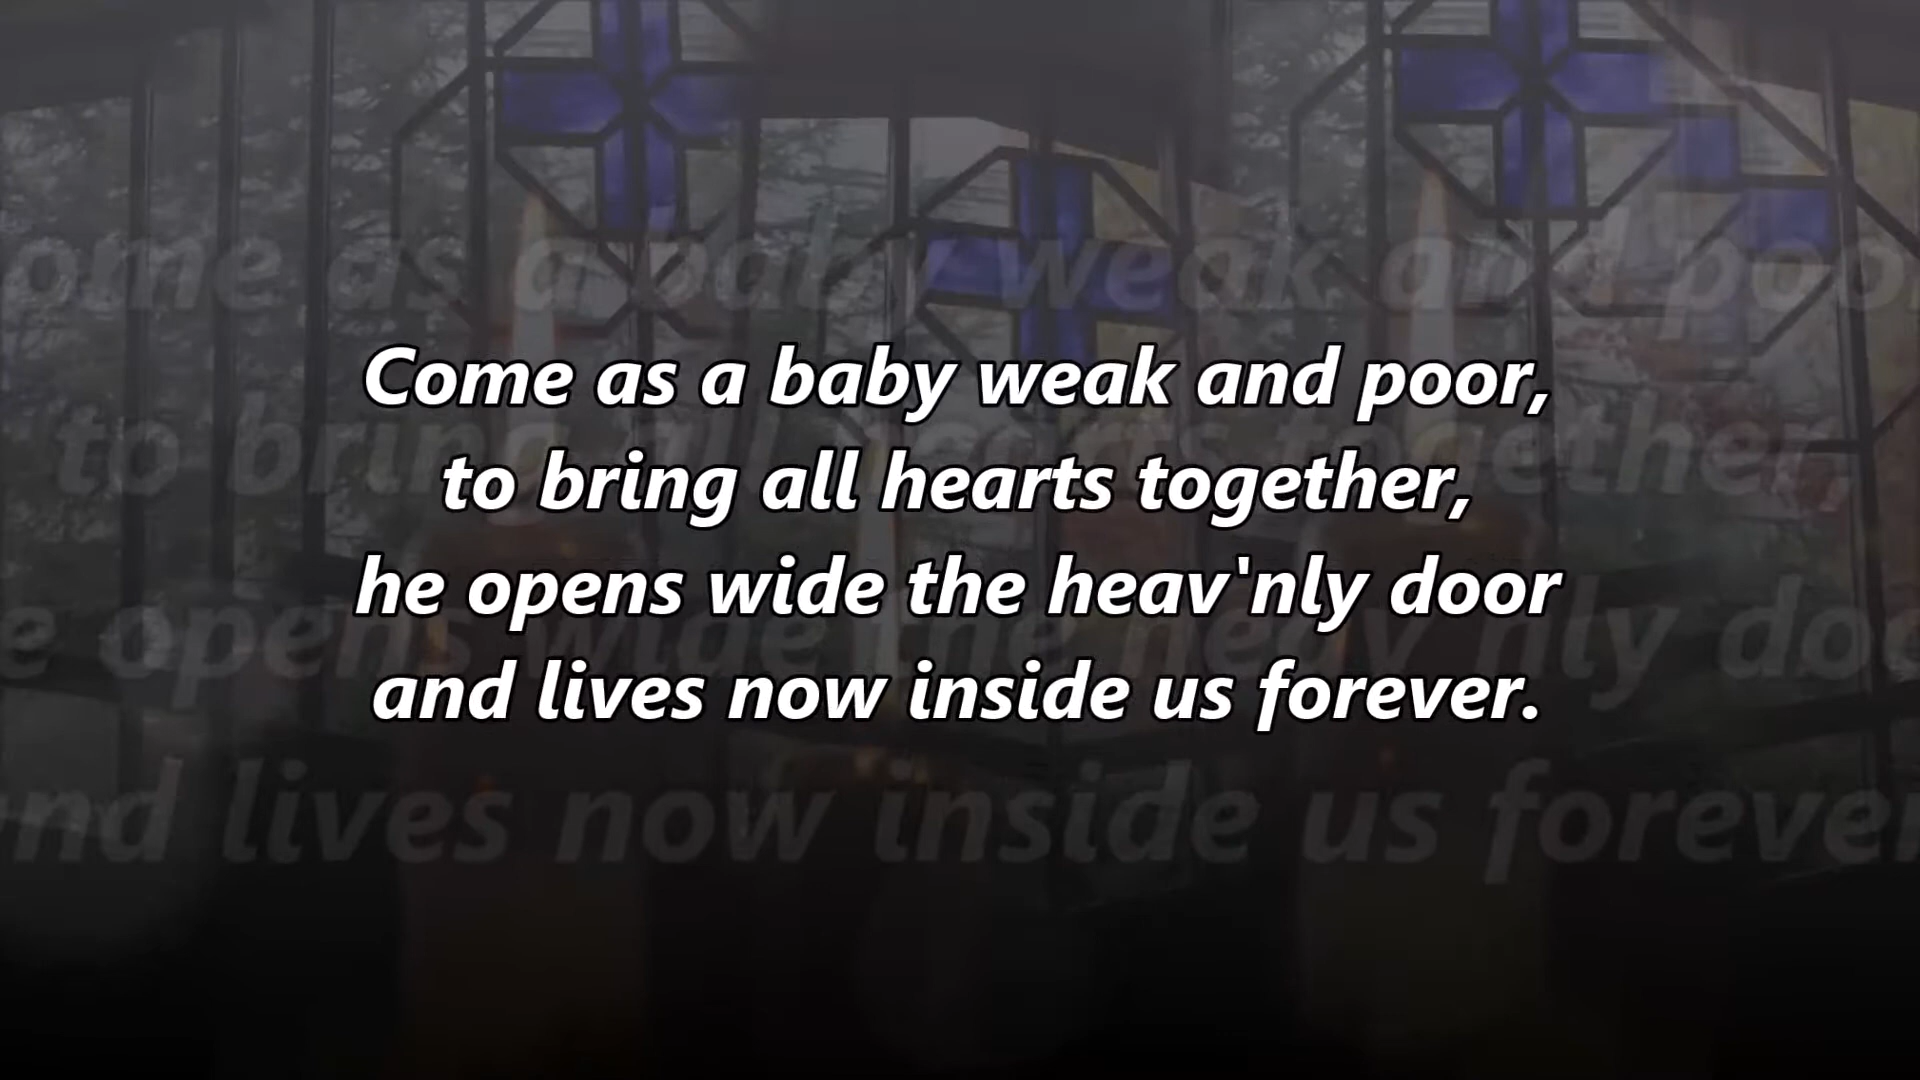 Come as a baby weak and poor,
to bring all hearts together,
he opens wide the heav'nly door
and lives now inside us forever.